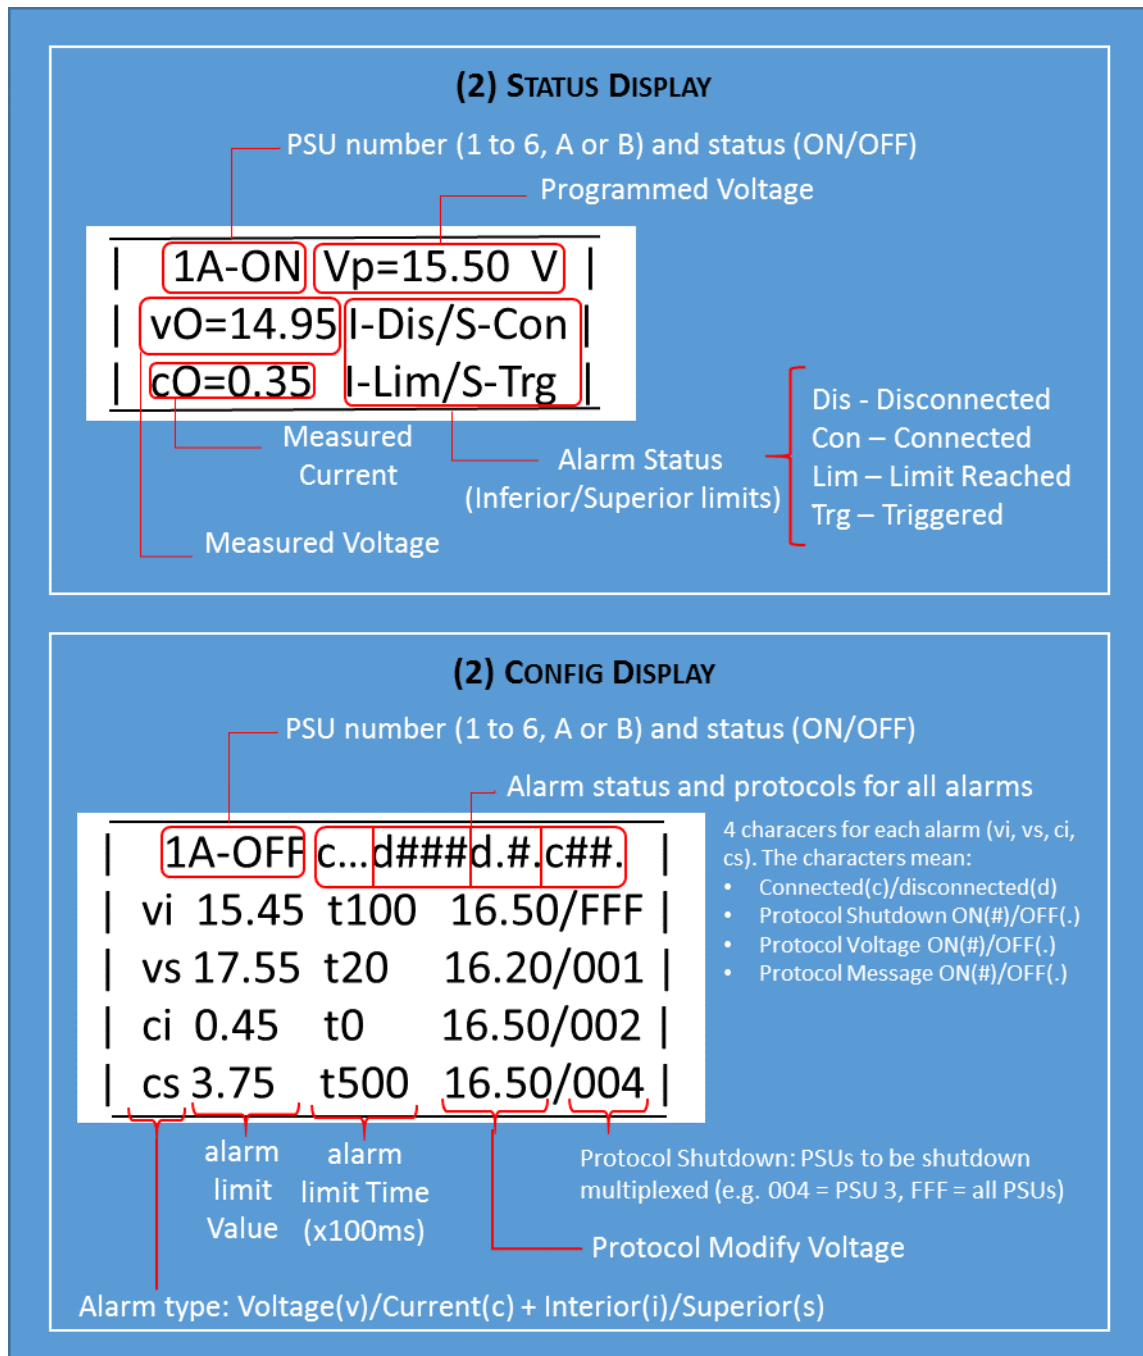 (2) STATUS DISPLAY
PSU number (1 to 6, A or B) and status (ON/OFF)
Programmed Voltage
| 1A-ON Vp=15.50 V |
| vO=14.95 I-Dis/S-Con |
| cO=0.35 I-Lim/S-Trg |
Measured
Current
Alarm Status
(Inferior/Superior limits)
Measured Voltage
Dis - Disconnected
Con – Connected
Lim – Limit Reached
Trg – Triggered
(2) CONFIG DISPLAY
PSU number (1 to 6, A or B) and status (ON/OFF)
Alarm status and protocols for all alarms
| 1A-OFF c...d###d.#.c##. |
| vi 15.45 t100 16.50/FFF |
| vs 17.55 t20 16.20/001 |
| ci 0.45 t0 16.50/002 |
| cs 3.75 t500 16.50/004 |
4 characers for each alarm (vi, vs, ci,
cs). The characters mean:
• Connected(c)/disconnected(d)
• Protocol Shutdown ON(#)/OFF(.)
• Protocol Voltage ON(#)/OFF(.)
• Protocol Message ON(#)/OFF(.)
alarm
limit
Value
alarm
limit Time
(x100ms)
Protocol Shutdown: PSUs to be shutdown
multiplexed (e.g. 004 = PSU 3, FFF = all PSUs)
Protocol Modify Voltage
Alarm type: Voltage(v)/Current(c) + Interior(i)/Superior(s)